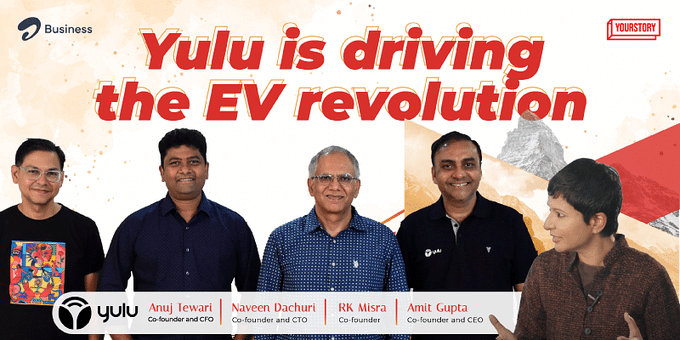 Business
YOURSTORY
Yulu is driving
the EV revolution
YULU
yulu
Anuj Tewari
Co-founder and CFO
Naveen Dachuri
Co-founder and CTO
RK Misra
Co-founder
Amit Gupta
Co-founder and CEO